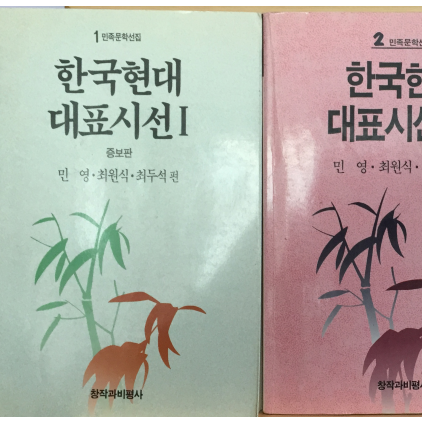 1 민족문학선집
한국현대
대표시선 I
증보판
민 영·최원식·최두석 편
창작과비평사
2 민족문학선
한국현
대표시선
민 영·최원식·
창작과비평사